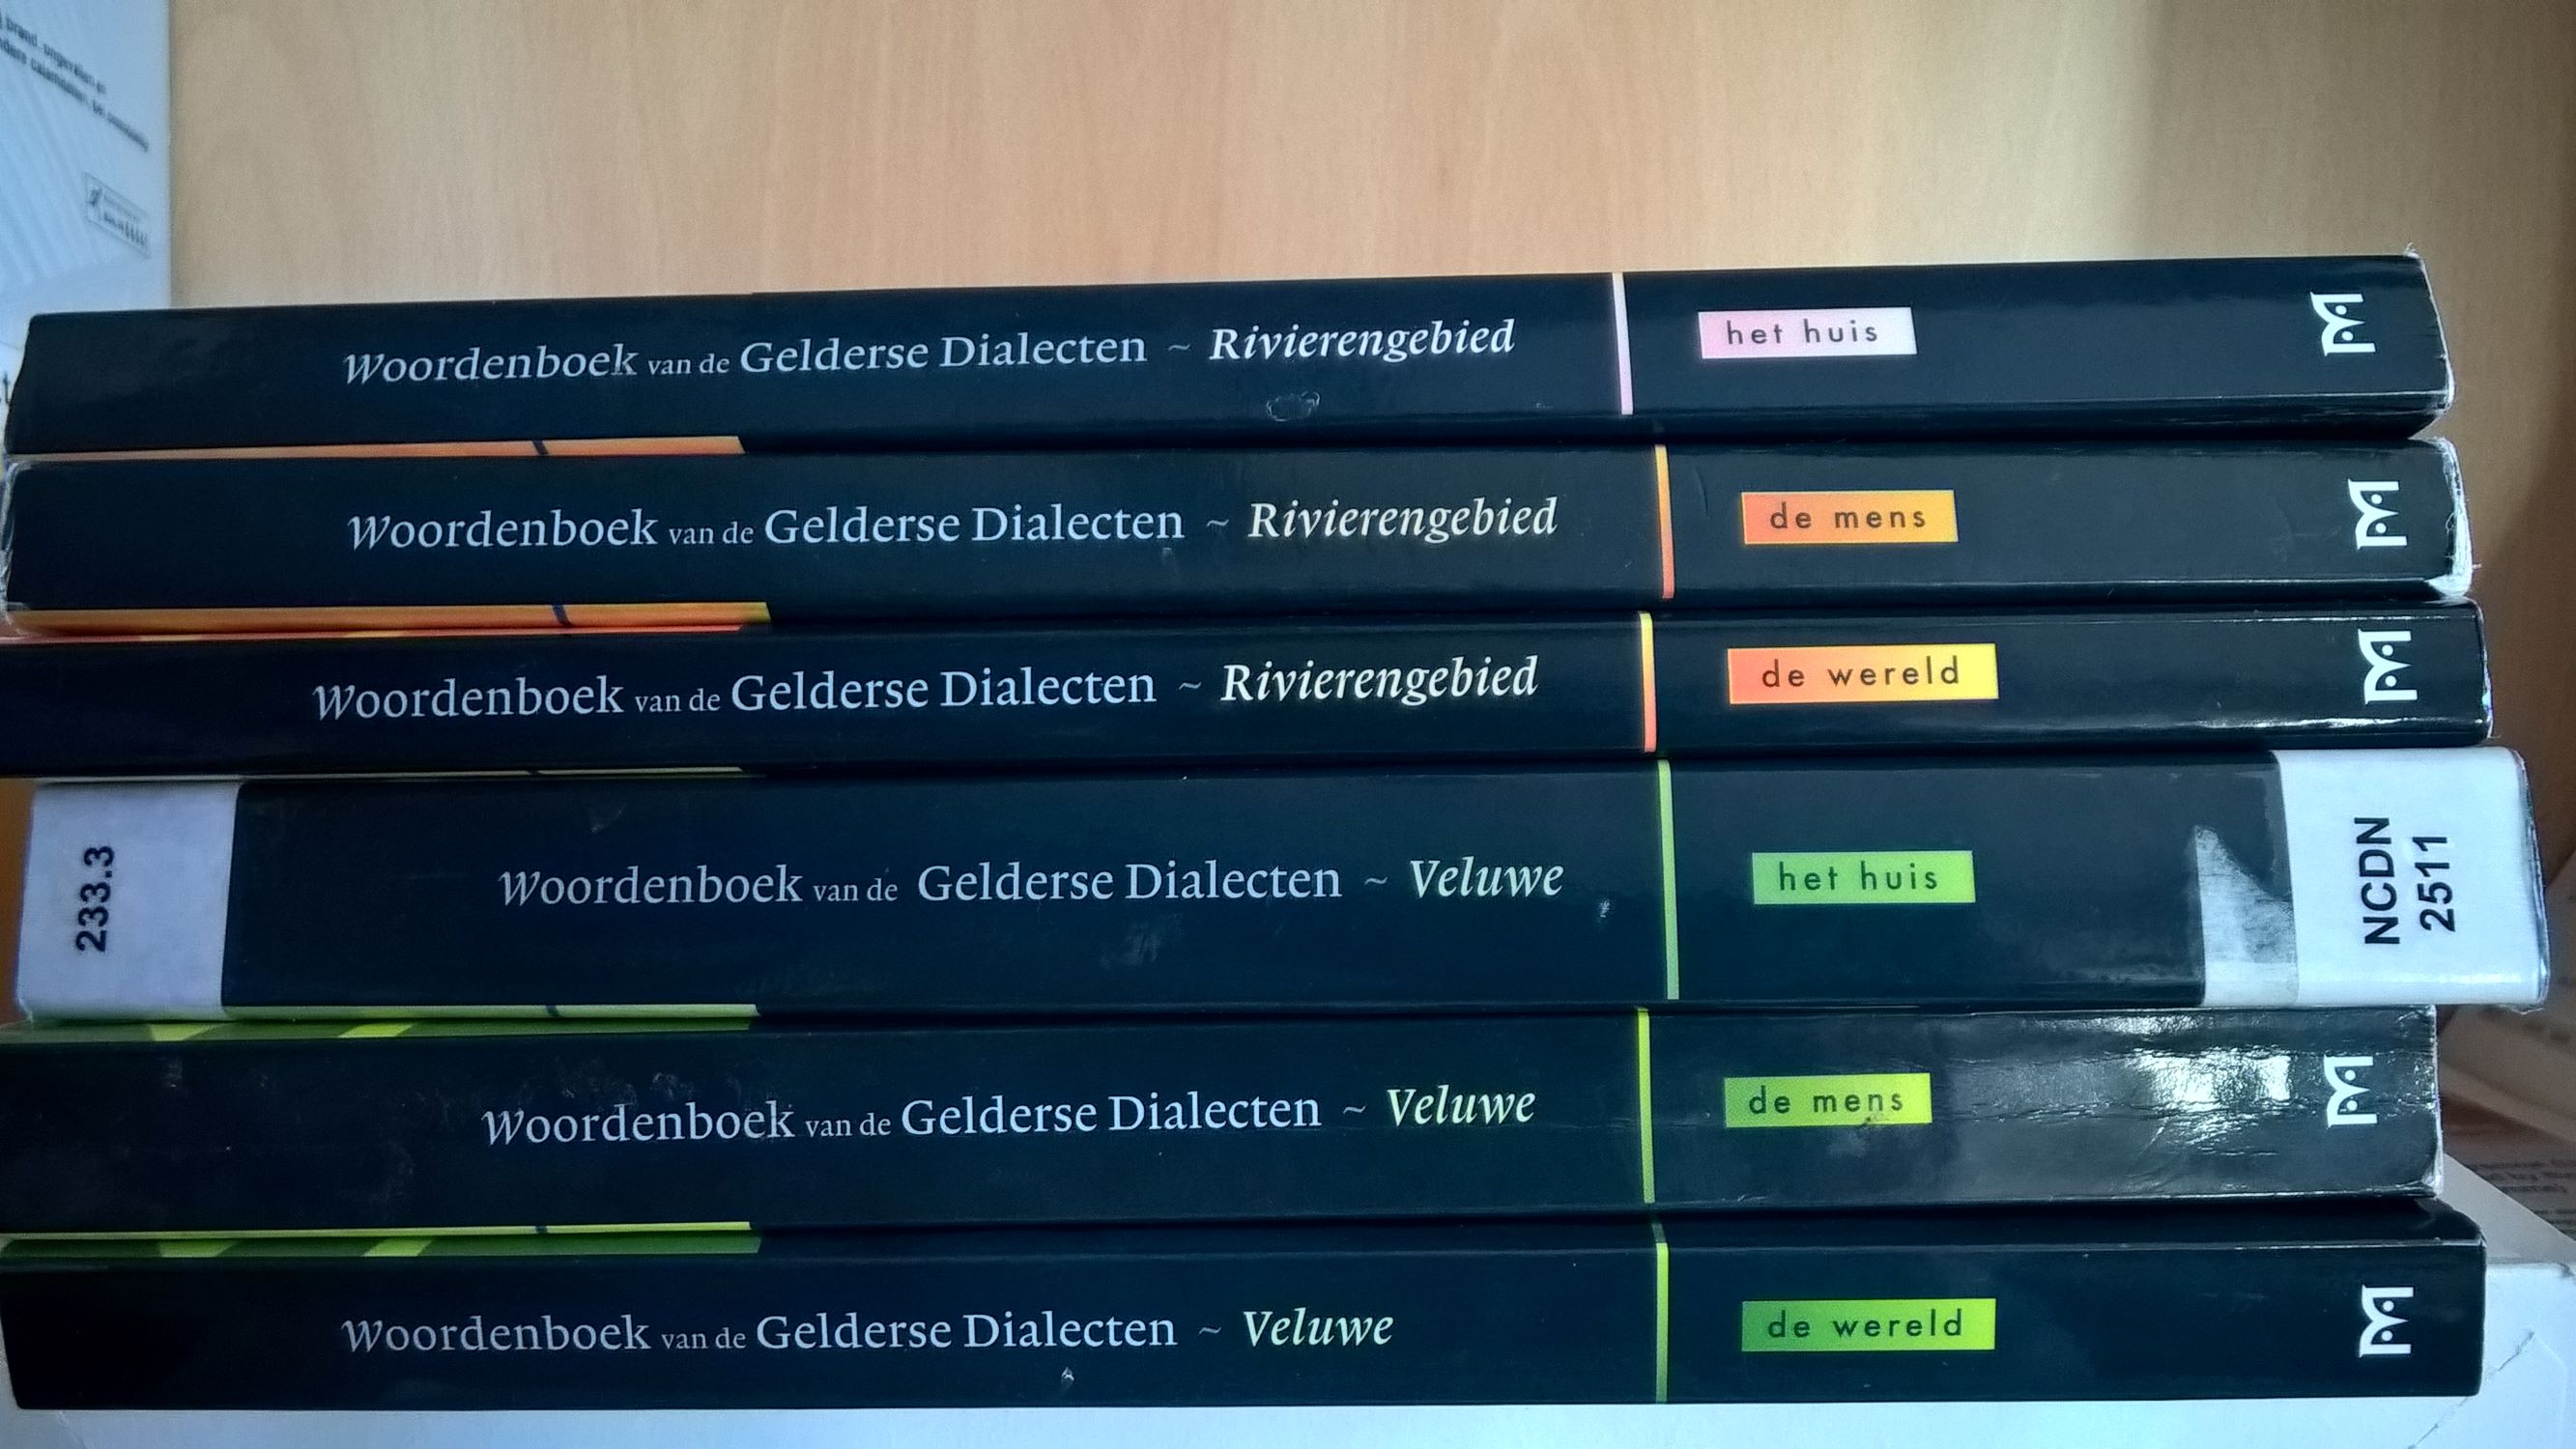 Woordenboek van de Gelderse Dialecten ~ Rivierengebied het huis
Woordenboek van de Gelderse Dialecten ~ Rivierengebied de mens
Woordenboek van de Gelderse Dialecten ~ Rivierengebied de wereld
233.3
Woordenboek van de Gelderse Dialecten ~ Veluwe het huis
NCDN
2511
Woordenboek van de Gelderse Dialecten ~ Veluwe de mens
Woordenboek van de Gelderse Dialecten ~ Veluwe de wereld